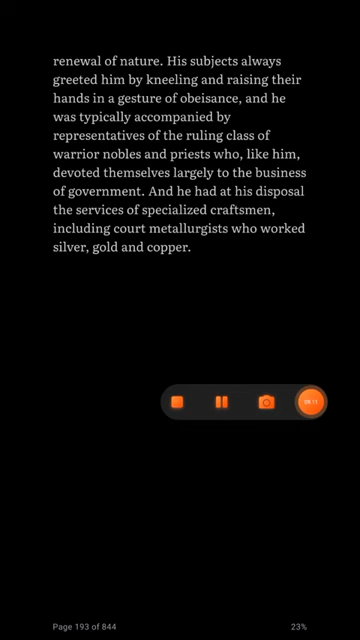 renewal of nature. His subjects always
greeted him by kneeling and raising their
hands in a gesture of obeisance, and he
was typically accompanied by
representatives of the ruling class of
warrior nobles and priests who, like him,
devoted themselves largely to the business
of government. And he had at his disposal
the services of specialized craftsmen,
including court metallurgists who worked
silver, gold and copper.
Page 193 of 844
23%